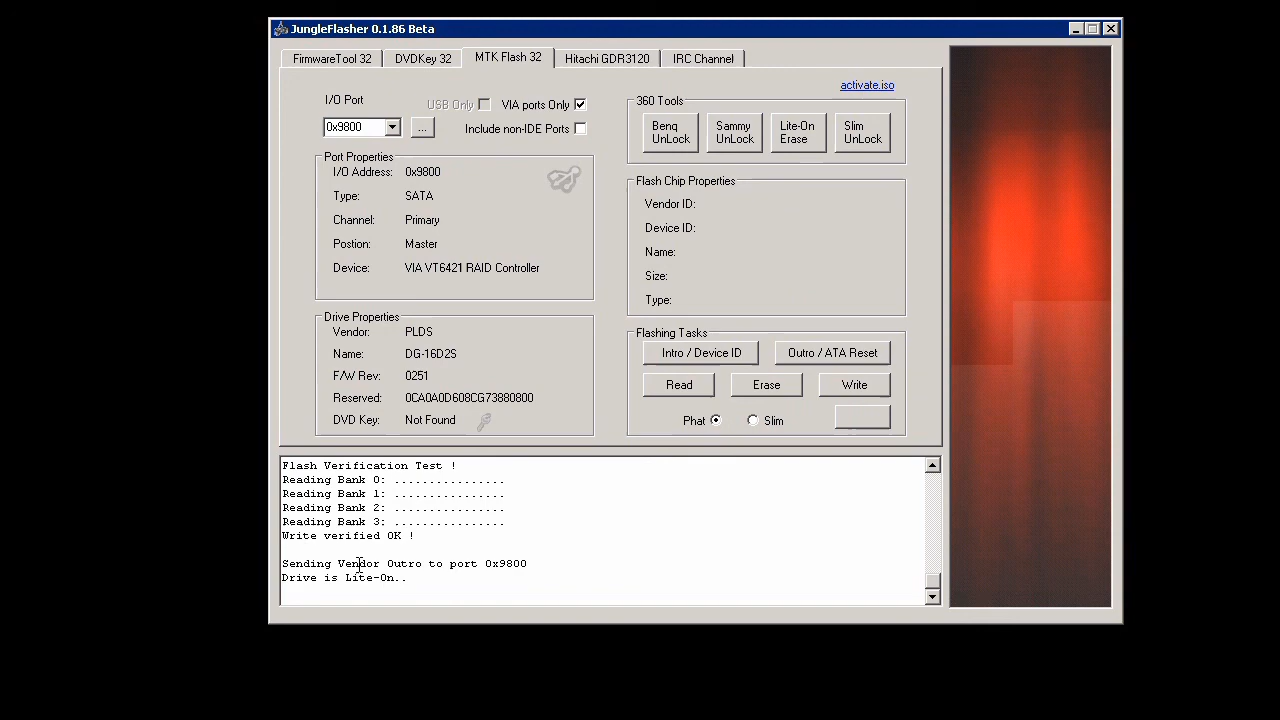 JungleFlasher 0.1.86 Beta
FirmwareTool 32 DVDKey 32 MTK Flash 32 Hitachi GDR3120 IRC Channel
activate.iso
I/O Port
USB Only VIA ports Only
0x9800 ... Include non-IDE Ports
Port Properties
I/O Address: 0x9800
Type: SATA
Channel: Primary
Postion: Master
Device: VIA VT6421 RAID Controller
Drive Properties
Vendor: PLDS
Name: DG-16D2S
F/W Rev: 0251
Reserved: 0CA0A0D608CG73880800
DVD Key: Not Found
360 Tools
Benq UnLock
Sammy UnLock
Lite-On Erase
Slim UnLock
Flash Chip Properties
Vendor ID:
Device ID:
Name:
Size:
Type:
Flashing Tasks
Intro / Device ID Outro / ATA Reset
Read Erase Write
Phat Slim
Flash Verification Test !
Reading Bank 0: ................
Reading Bank 1: ................
Reading Bank 2: ................
Reading Bank 3: ................
Write verified OK !
Sending Vendor Outro to port 0x9800
Drive is Lite-On..